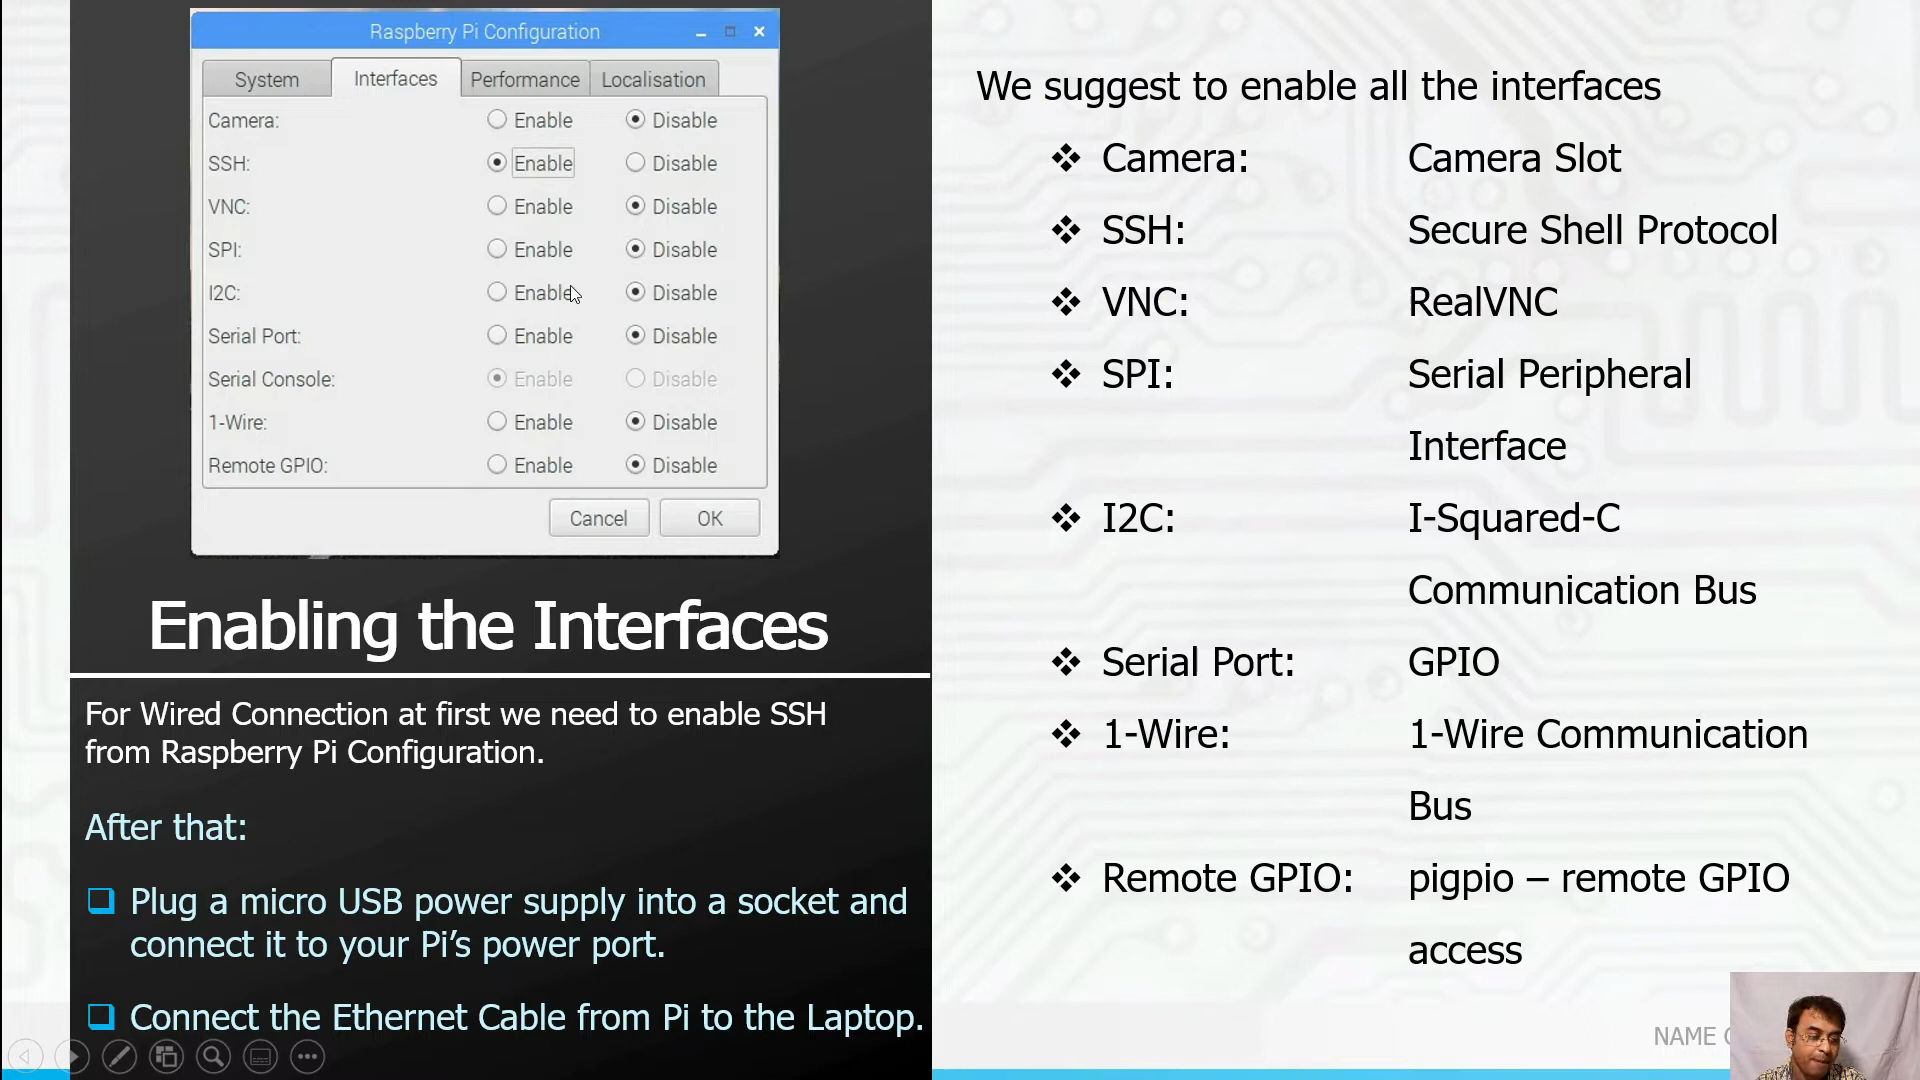 Raspberry Pi Configuration
System Interfaces Performance Localisation
Camera: Enable Disable
SSH: Enable Disable
VNC: Enable Disable
SPI: Enable Disable
I2C: Enable Disable
Serial Port: Enable Disable
Serial Console: Enable Disable
1-Wire: Enable Disable
Remote GPIO: Enable Disable
Cancel OK
Enabling the Interfaces
For Wired Connection at first we need to enable SSH
from Raspberry Pi Configuration.
After that:
Plug a micro USB power supply into a socket and
connect it to your Pi’s power port.
Connect the Ethernet Cable from Pi to the Laptop.
We suggest to enable all the interfaces
Camera: Camera Slot
SSH: Secure Shell Protocol
VNC: RealVNC
SPI: Serial Peripheral
Interface
I2C: I-Squared-C
Communication Bus
Serial Port: GPIO
1-Wire: 1-Wire Communication
Bus
Remote GPIO: pigpio – remote GPIO
access
NAME